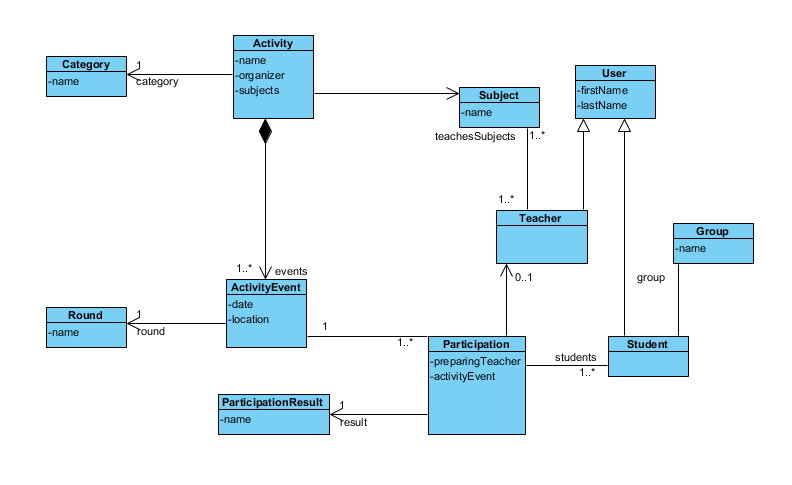 Activity
-name
-organizer
-subjects
Category
-name
1
category
User
-firstName
-lastName
Subject
-name
teachesSubjects
1..*
1..*
Teacher
Group
-name
1..*
events
0..1
group
ActivityEvent
-date
-location
Round
-name
1
round
1
1..*
Participation
-preparingTeacher
-activityEvent
students
1..*
Student
ParticipationResult
-name
1
result